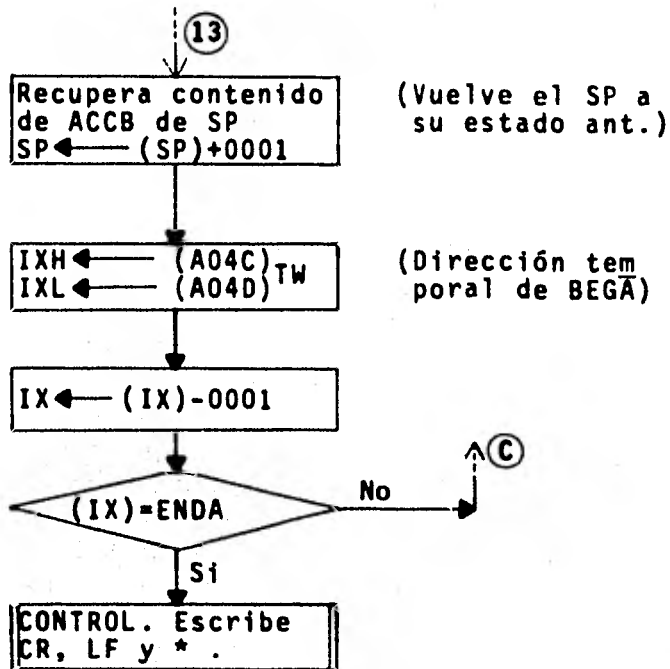 13
Recupera contenido
de ACCB de SP
SP ← (SP)+0001
(Vuelve el SP a
su estado ant.)
IXH ← (A04C) TW
IXL ← (A04D)
(Dirección tem
poral de BEGA)
IX ← (IX)-0001
(IX)=ENDA
No
C
Si
CONTROL. Escribe
CR, LF y * .